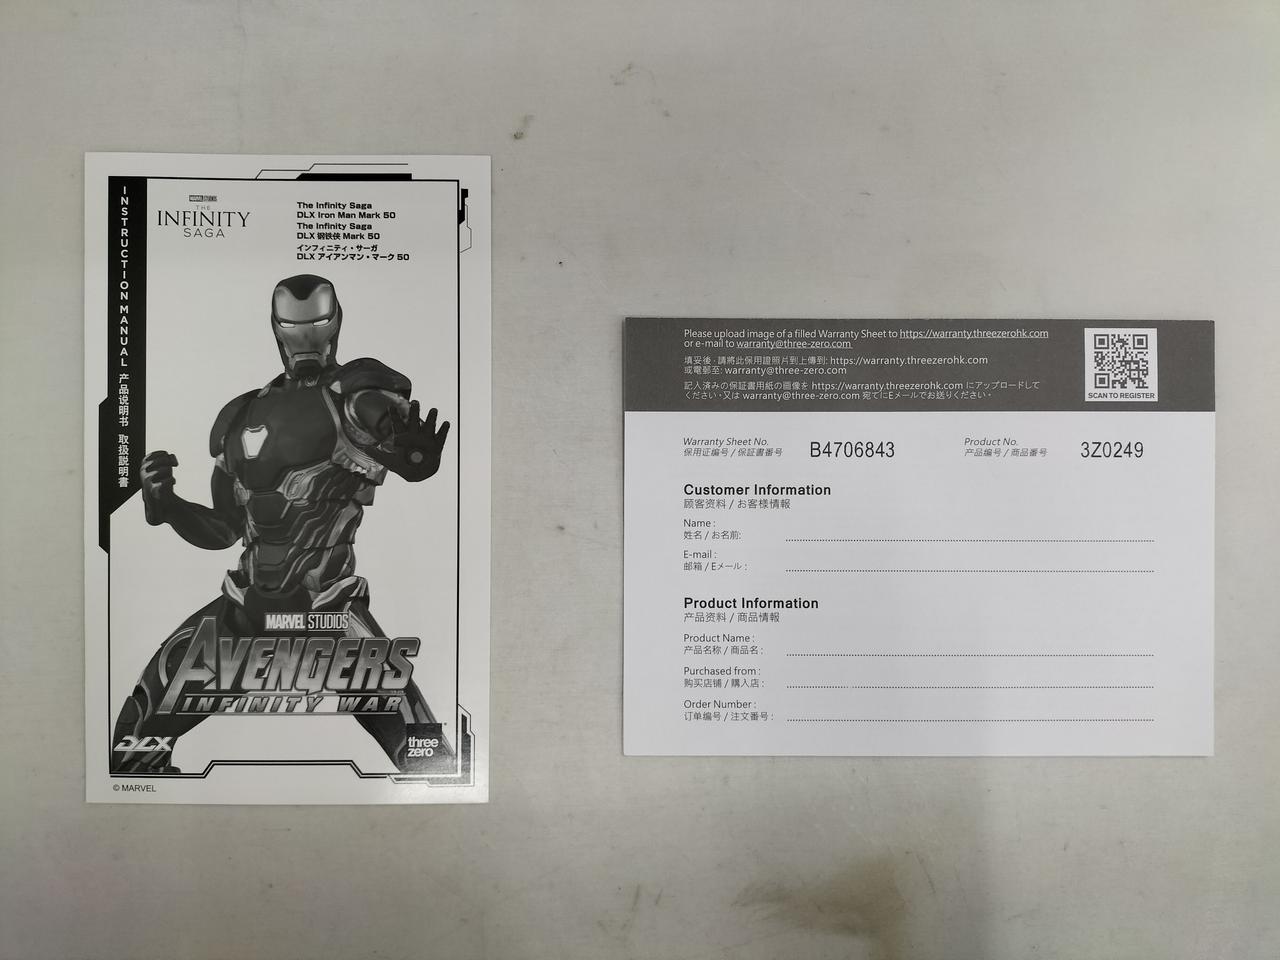 INSTRUCTION MANUAL 产品说明书 取扱説明書
MARVEL STUDIOS
THE
INFINITY
SAGA
The Infinity Saga
DLX Iron Man Mark 50
The Infinity Saga
DLX 钢铁侠 Mark 50
インフィニティ・サーガ
DLX アイアンマン・マーク 50
MARVEL STUDIOS
AVENGERS
INFINITY WAR
DLX
three
zero
© MARVEL
Please upload image of a filled Warranty Sheet to https://warranty.threezerohk.com
or e-mail to warranty@three-zero.com
填妥後，請將此保用證照片到上傳到: https://warranty.threezerohk.com
或電郵至: warranty@three-zero.com
記入済みの保証書用紙の画像を https://warranty.threezerohk.com にアップロードして
ください。又は warranty@three-zero.com 宛てにEメールでお送りください。
SCAN TO REGISTER
Warranty Sheet No. B4706843 Product No. 3Z0249
保用证编号 / 保証書番号 产品编号 / 商品番号
Customer Information
顾客资料 / お客様情報
Name :
姓名 / お名前:
E-mail :
邮箱 / Eメール :
Product Information
产品资料 / 商品情報
Product Name :
产品名称 / 商品名 :
Purchased from :
购买店铺 / 購入店 :
Order Number :
订单编号 / 注文番号 :